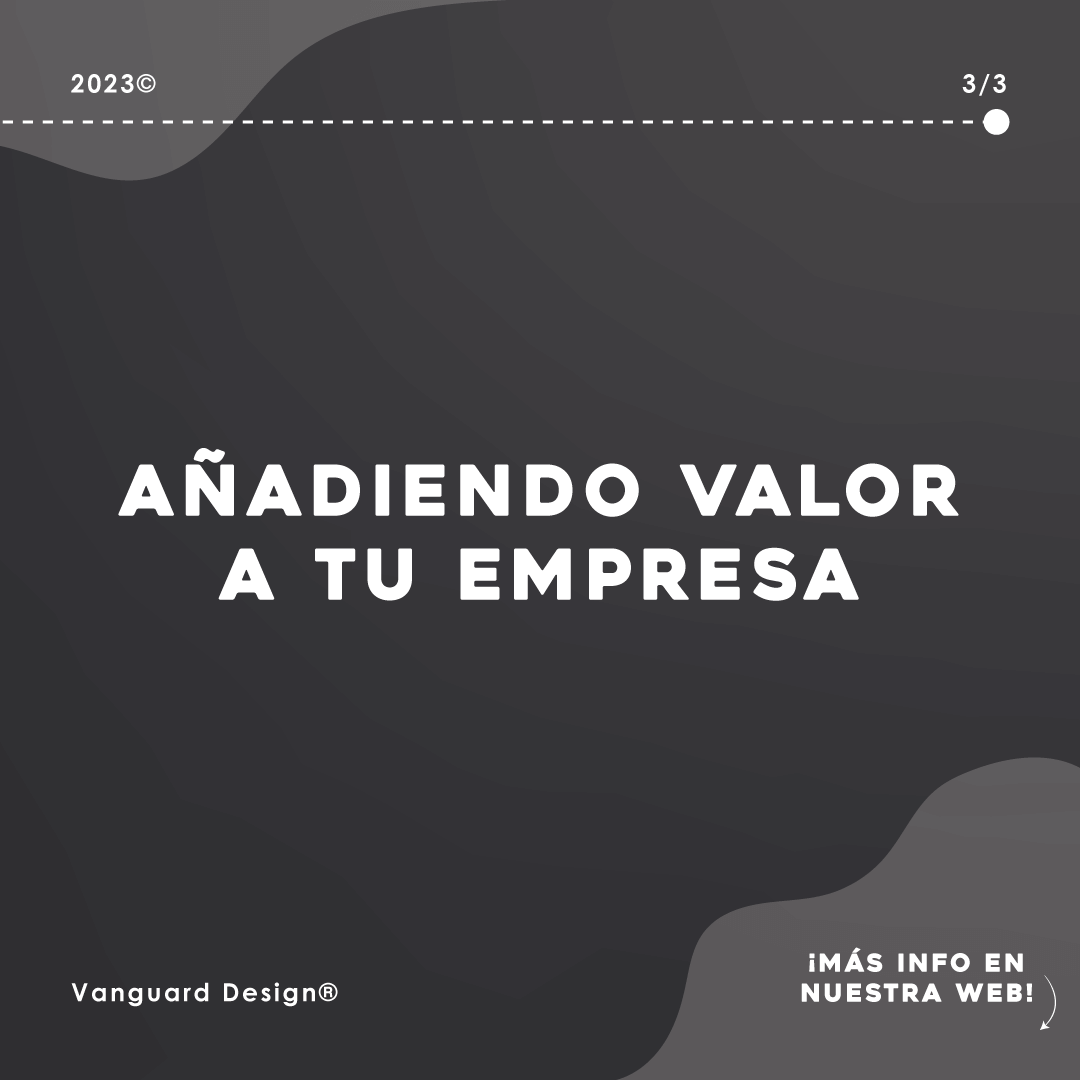 2023©
3/3
AÑADIENDO VALOR
A TU EMPRESA
Vanguard Design®
¡MÁS INFO EN
NUESTRA WEB!